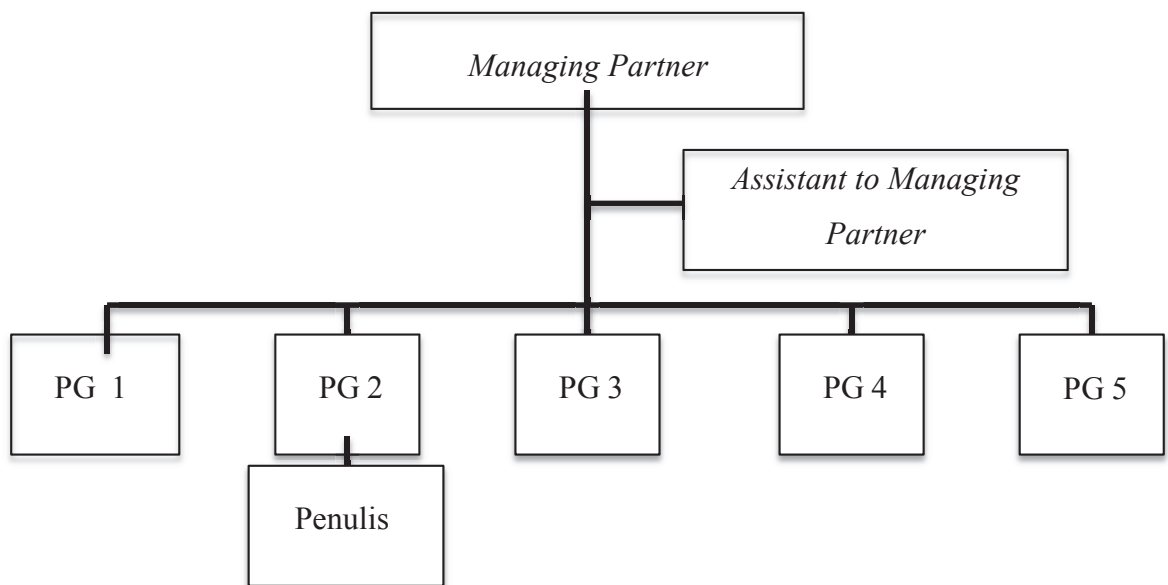 Managing Partner
Assistant to Managing
Partner
PG 1
PG 2
PG 3
PG 4
PG 5
Penulis